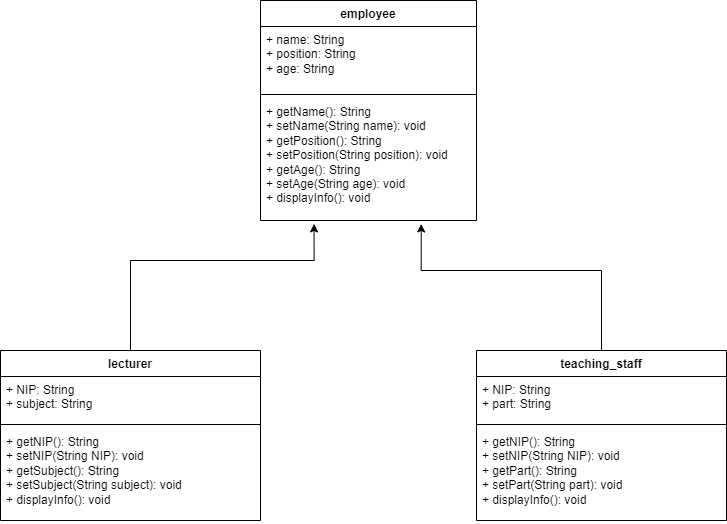 employee
+ name: String
+ position: String
+ age: String
+ getName(): String
+ setName(String name): void
+ getPosition(): String
+ setPosition(String position): void
+ getAge(): String
+ setAge(String age): void
+ displayInfo(): void
lecturer
+ NIP: String
+ subject: String
+ getNIP(): String
+ setNIP(String NIP): void
+ getSubject(): String
+ setSubject(String subject): void
+ displayInfo(): void
teaching_staff
+ NIP: String
+ part: String
+ getNIP(): String
+ setNIP(String NIP): void
+ getPart(): String
+ setPart(String part): void
+ displayInfo(): void